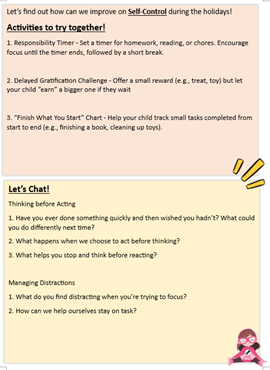 Let's find out how can we improve on Self-Control during the holidays!
Activities to try together!
1. Responsibility Timer - Set a timer for homework, reading, or chores. Encourage
focus until the timer ends, followed by a short break.
2. Delayed Gratification Challenge - Offer a small reward (e.g., treat, toy) but let
your child "earn" a bigger one if they wait
3. "Finish What You Start" Chart - Help your child track small tasks completed from
start to end (e.g., finishing a book, cleaning up toys).
Let's Chat!
Thinking before Acting
1. Have you ever done something quickly and then wished you hadn't? What could
you do differently next time?
2. What happens when we choose to act before thinking?
3. What helps you stop and think before reacting?
Managing Distractions
1. What do you find distracting when you're trying to focus?
2. How can we help ourselves stay on task?